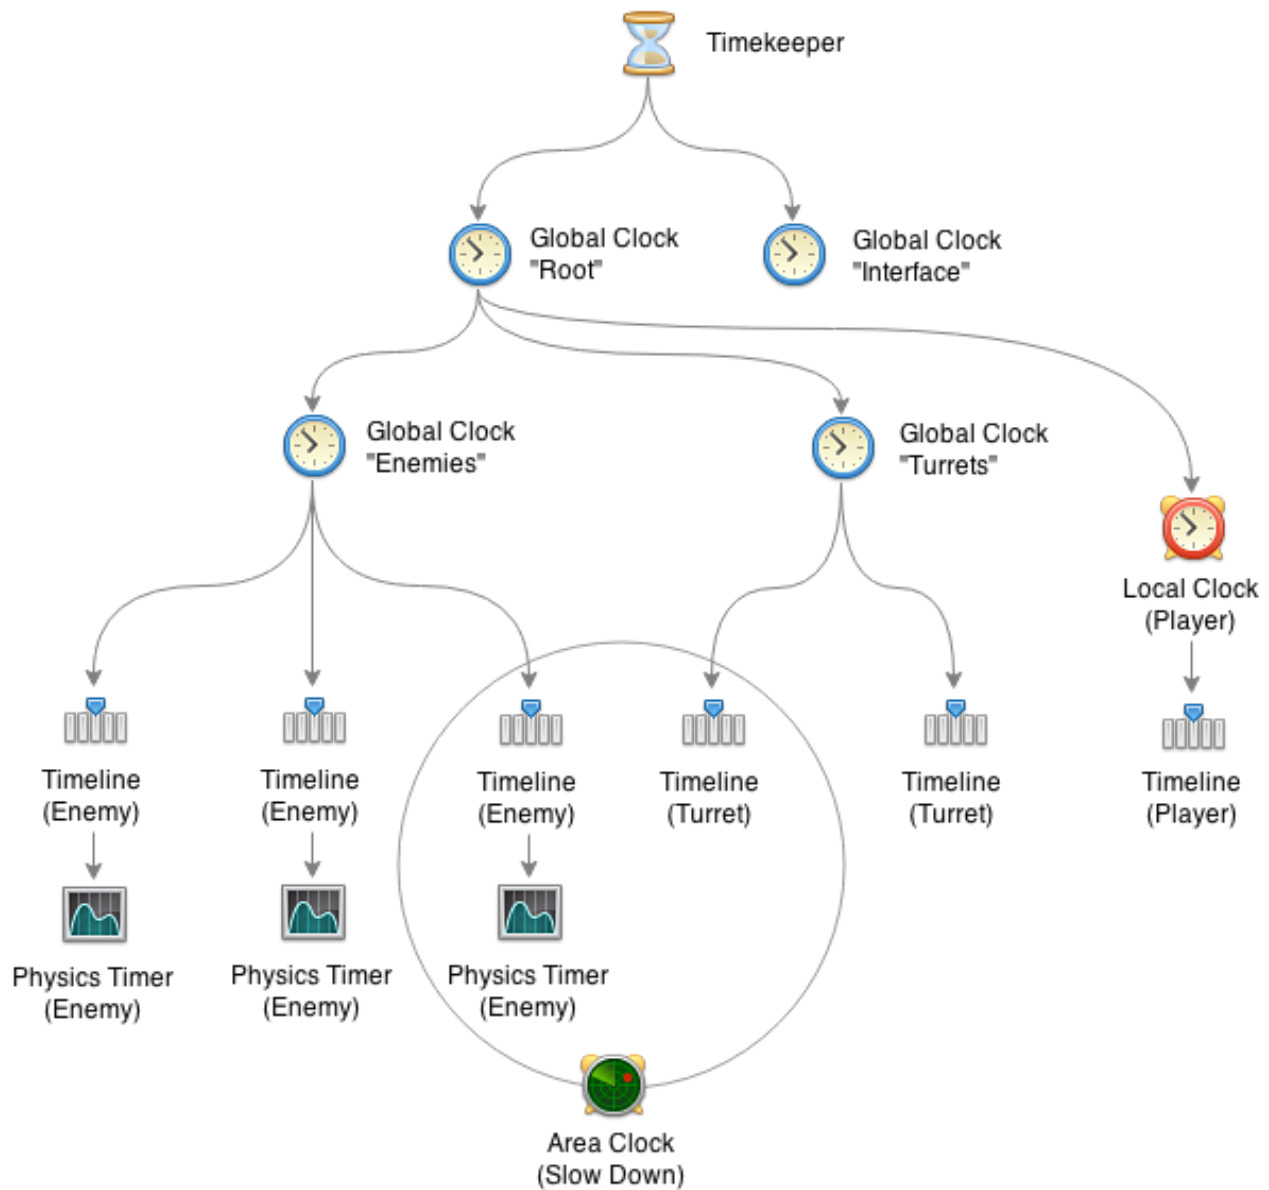 Timekeeper
Global Clock
"Root"
Global Clock
"Interface"
Global Clock
"Enemies"
Global Clock
"Turrets"
Local Clock
(Player)
Timeline
(Enemy)
Timeline
(Enemy)
Timeline
(Enemy)
Timeline
(Turret)
Timeline
(Turret)
Timeline
(Player)
Physics Timer
(Enemy)
Physics Timer
(Enemy)
Physics Timer
(Enemy)
Area Clock
(Slow Down)